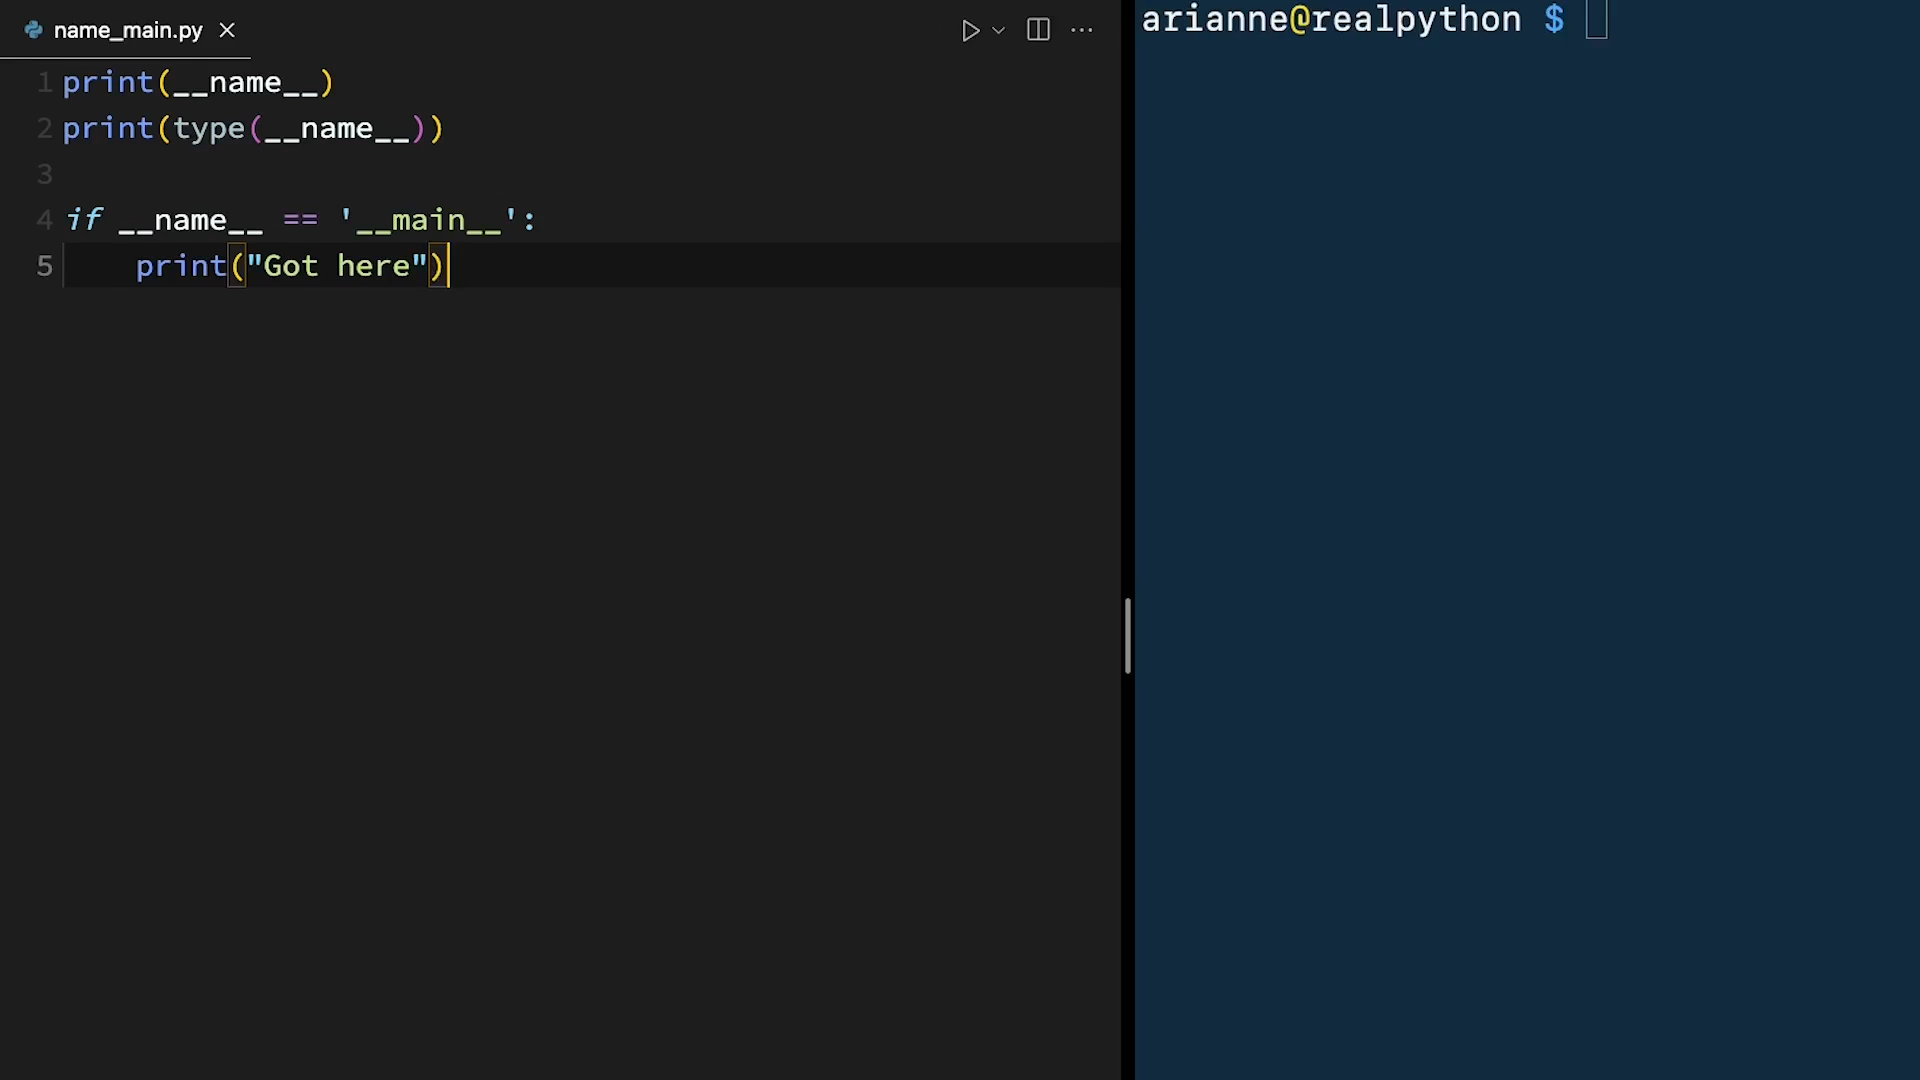 name_main.py
1 print(__name__)
2 print(type(__name__))
3
4 if __name__ == '__main__':
5     print("Got here")
arianne@realpython $